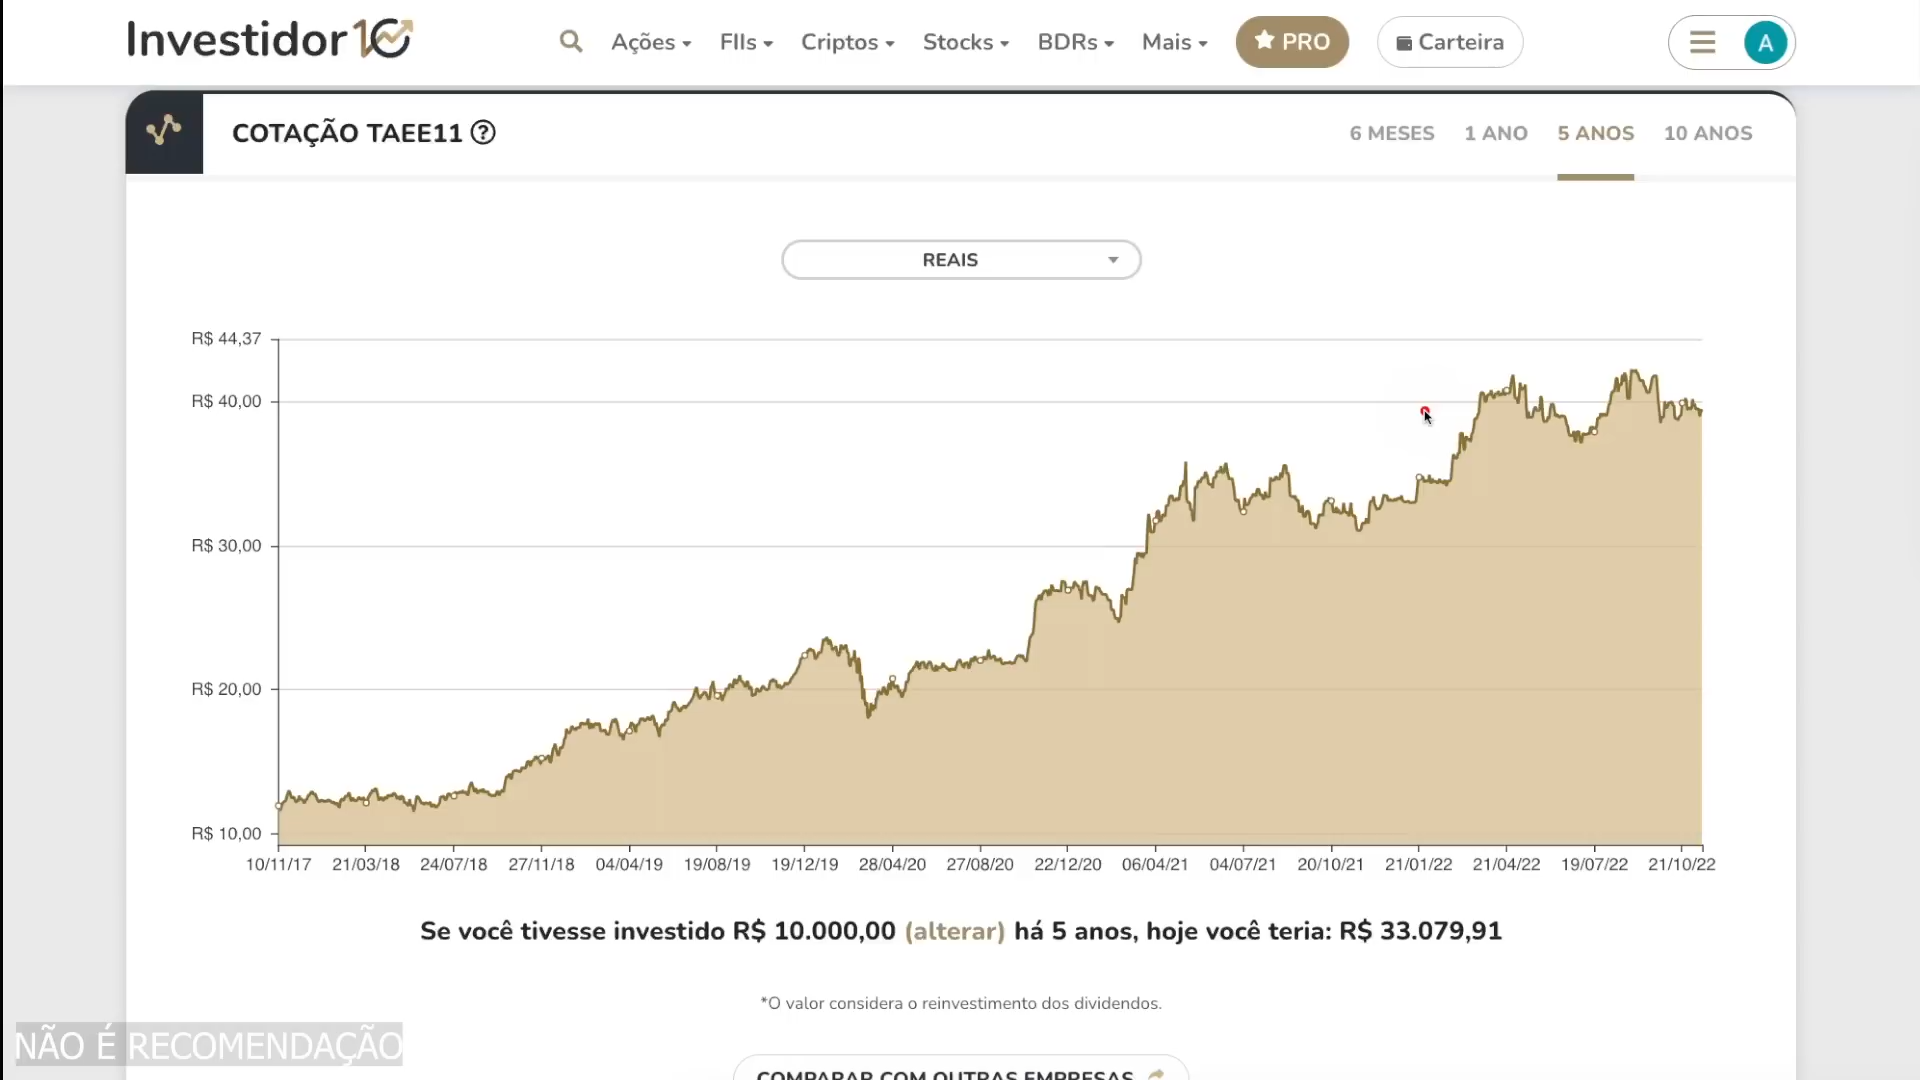 Investidor10
Ações FIIs Criptos Stocks BDRs Mais PRO Carteira A
COTAÇÃO TAEE11 ?
6 MESES 1 ANO 5 ANOS 10 ANOS
REAIS
R$ 44,37
R$ 40,00
R$ 30,00
R$ 20,00
R$ 10,00
10/11/17 21/03/18 24/07/18 27/11/18 04/04/19 19/08/19 19/12/19 28/04/20 27/08/20 22/12/20 06/04/21 04/07/21 20/10/21 21/01/22 21/04/22 19/07/22 21/10/22
Se você tivesse investido R$ 10.000,00 (alterar) há 5 anos, hoje você teria: R$ 33.079,91
*O valor considera o reinvestimento dos dividendos.
NÃO É RECOMENDAÇÃO
COMPARAR COM OUTRAS EMPRESAS